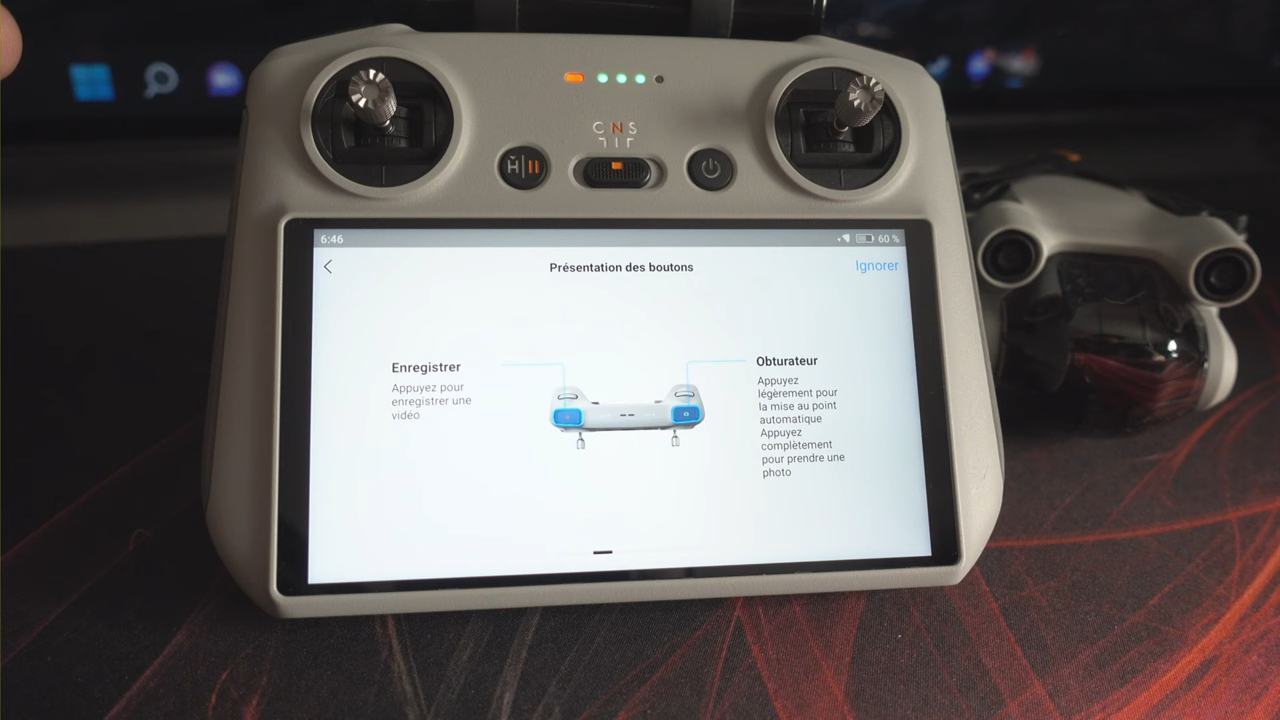 C N S
H
6:46
60 %
Présentation des boutons
Ignorer
Enregistrer
Appuyez pour
enregistrer une
vidéo
Obturateur
Appuyez
légèrement pour
la mise au point
automatique
Appuyez
complètement
pour prendre une
photo